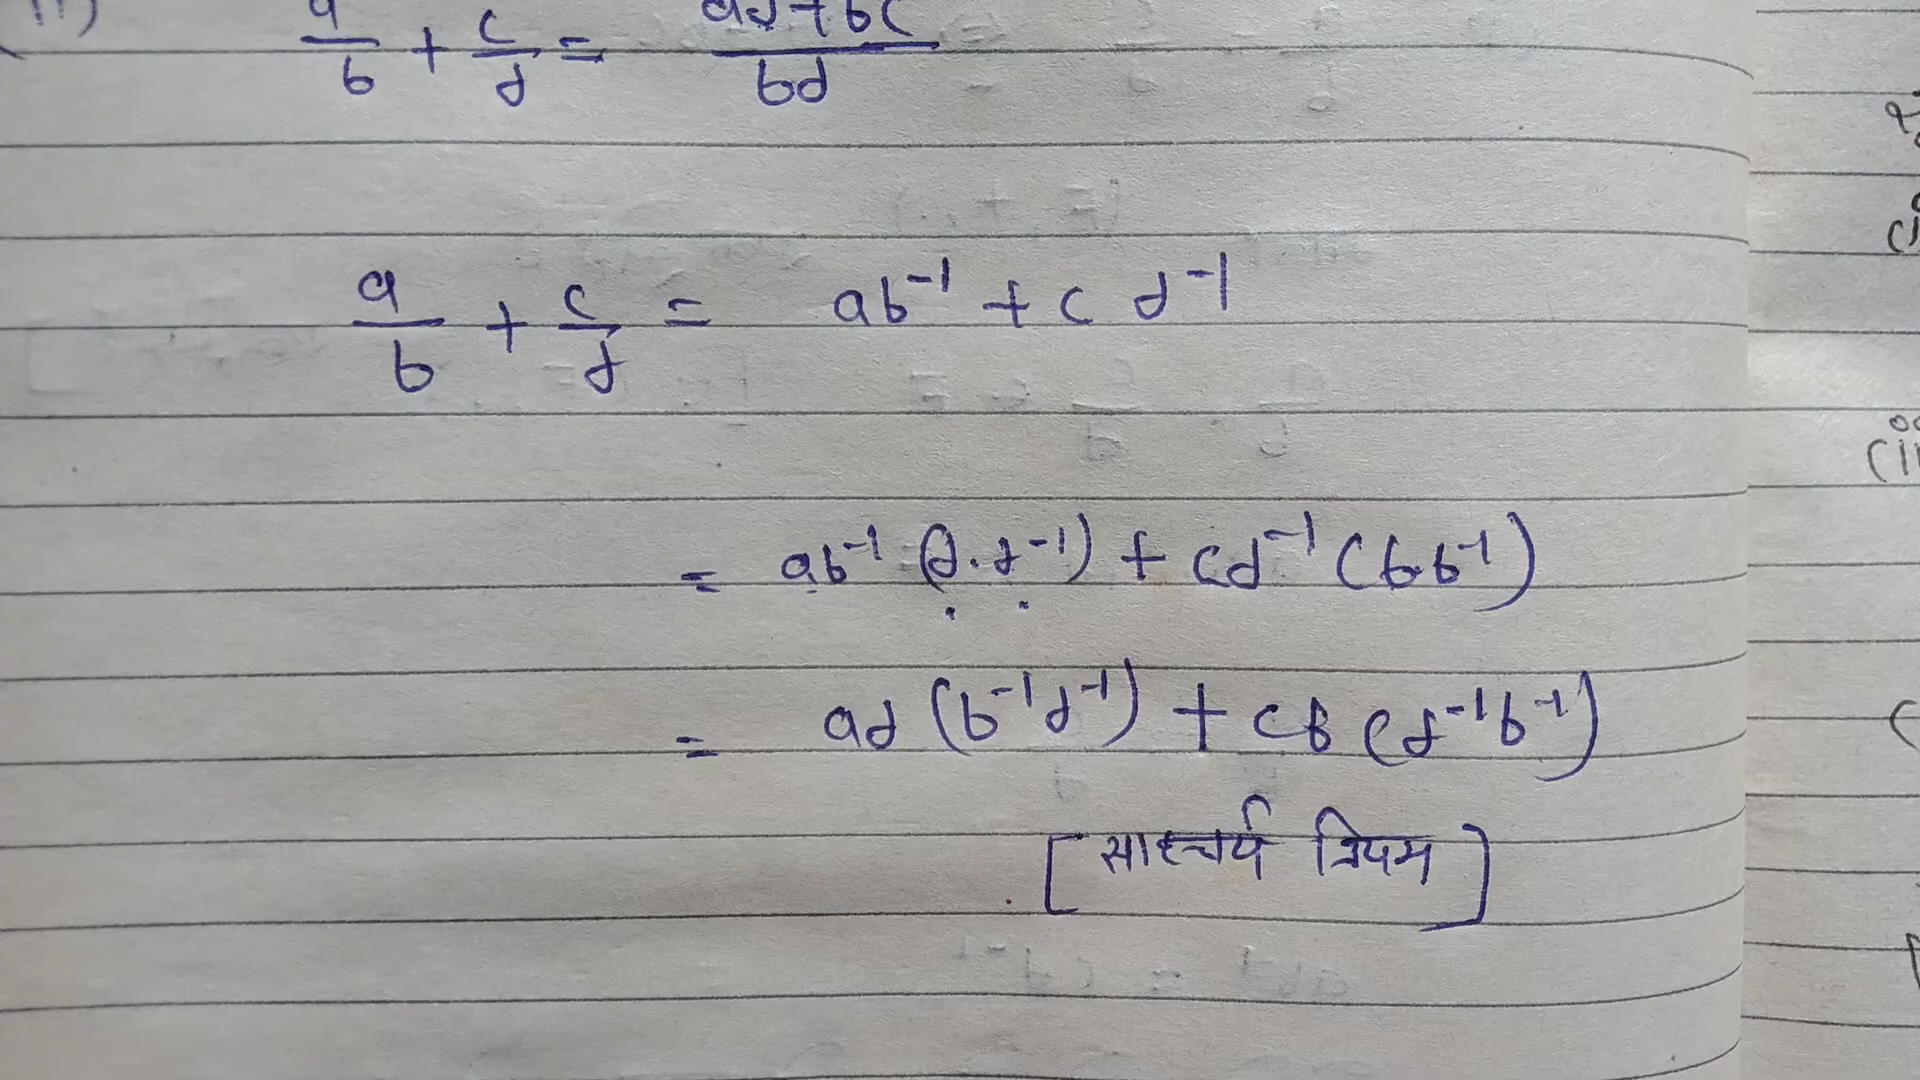 (ii) a/b + c/d = ad+bc/bd
a/b + c/d = ab⁻¹ + c d⁻¹
= ab⁻¹ (d.d⁻¹) + cd⁻¹ (bb⁻¹)
= ad (b⁻¹d⁻¹) + cb (d⁻¹b⁻¹)
[साहचर्य नियम]